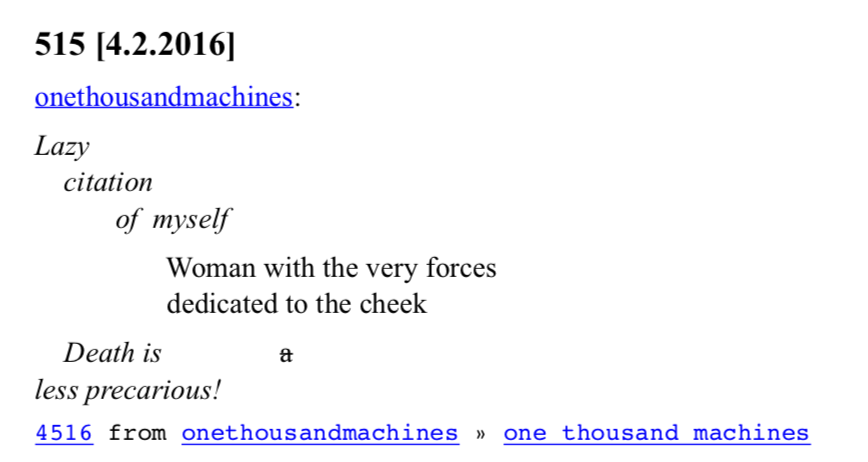 515 [4.2.2016]
onethousandmachines:
Lazy
citation
of myself
Woman with the very forces
dedicated to the cheek
Death is a
less precarious!
4516 from onethousandmachines » one thousand machines